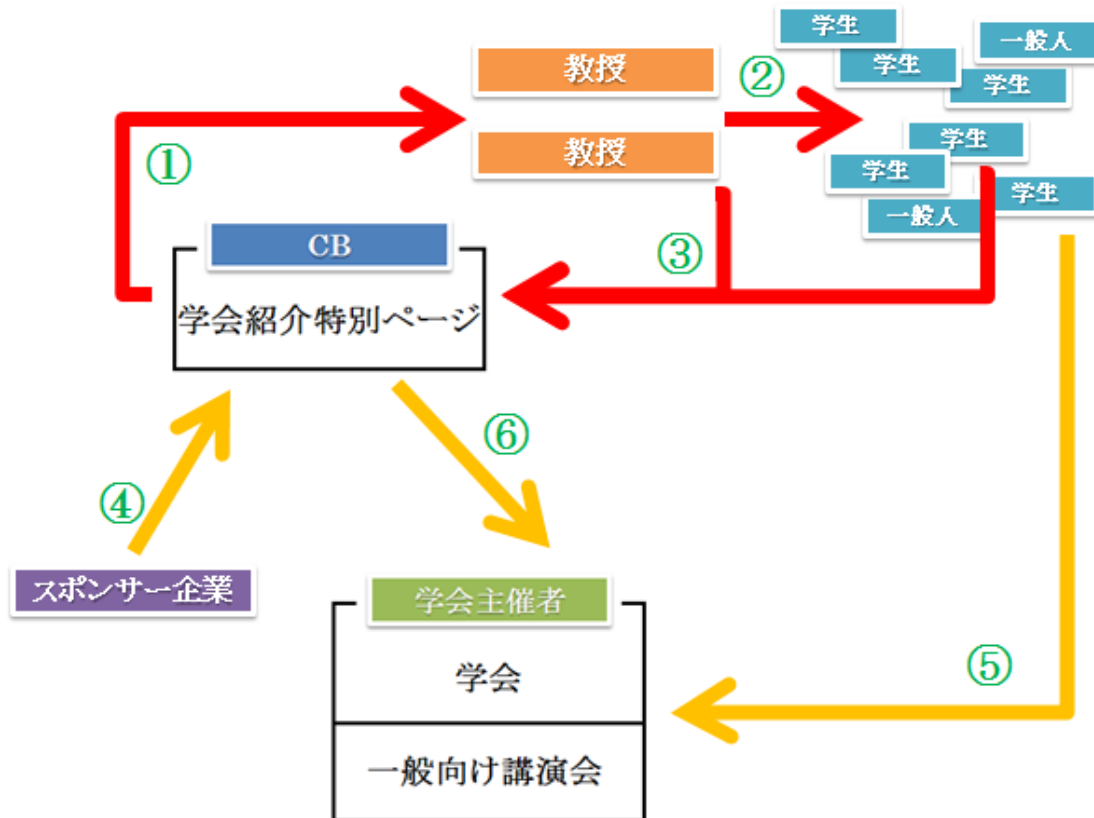 学生
一般人
教授
②
学生
学生
①
教授
学生
学生
学生
一般人
CB
③
学会紹介特別ページ
⑥
④
スポンサー企業
学会主催者
学会
⑤
一般向け講演会